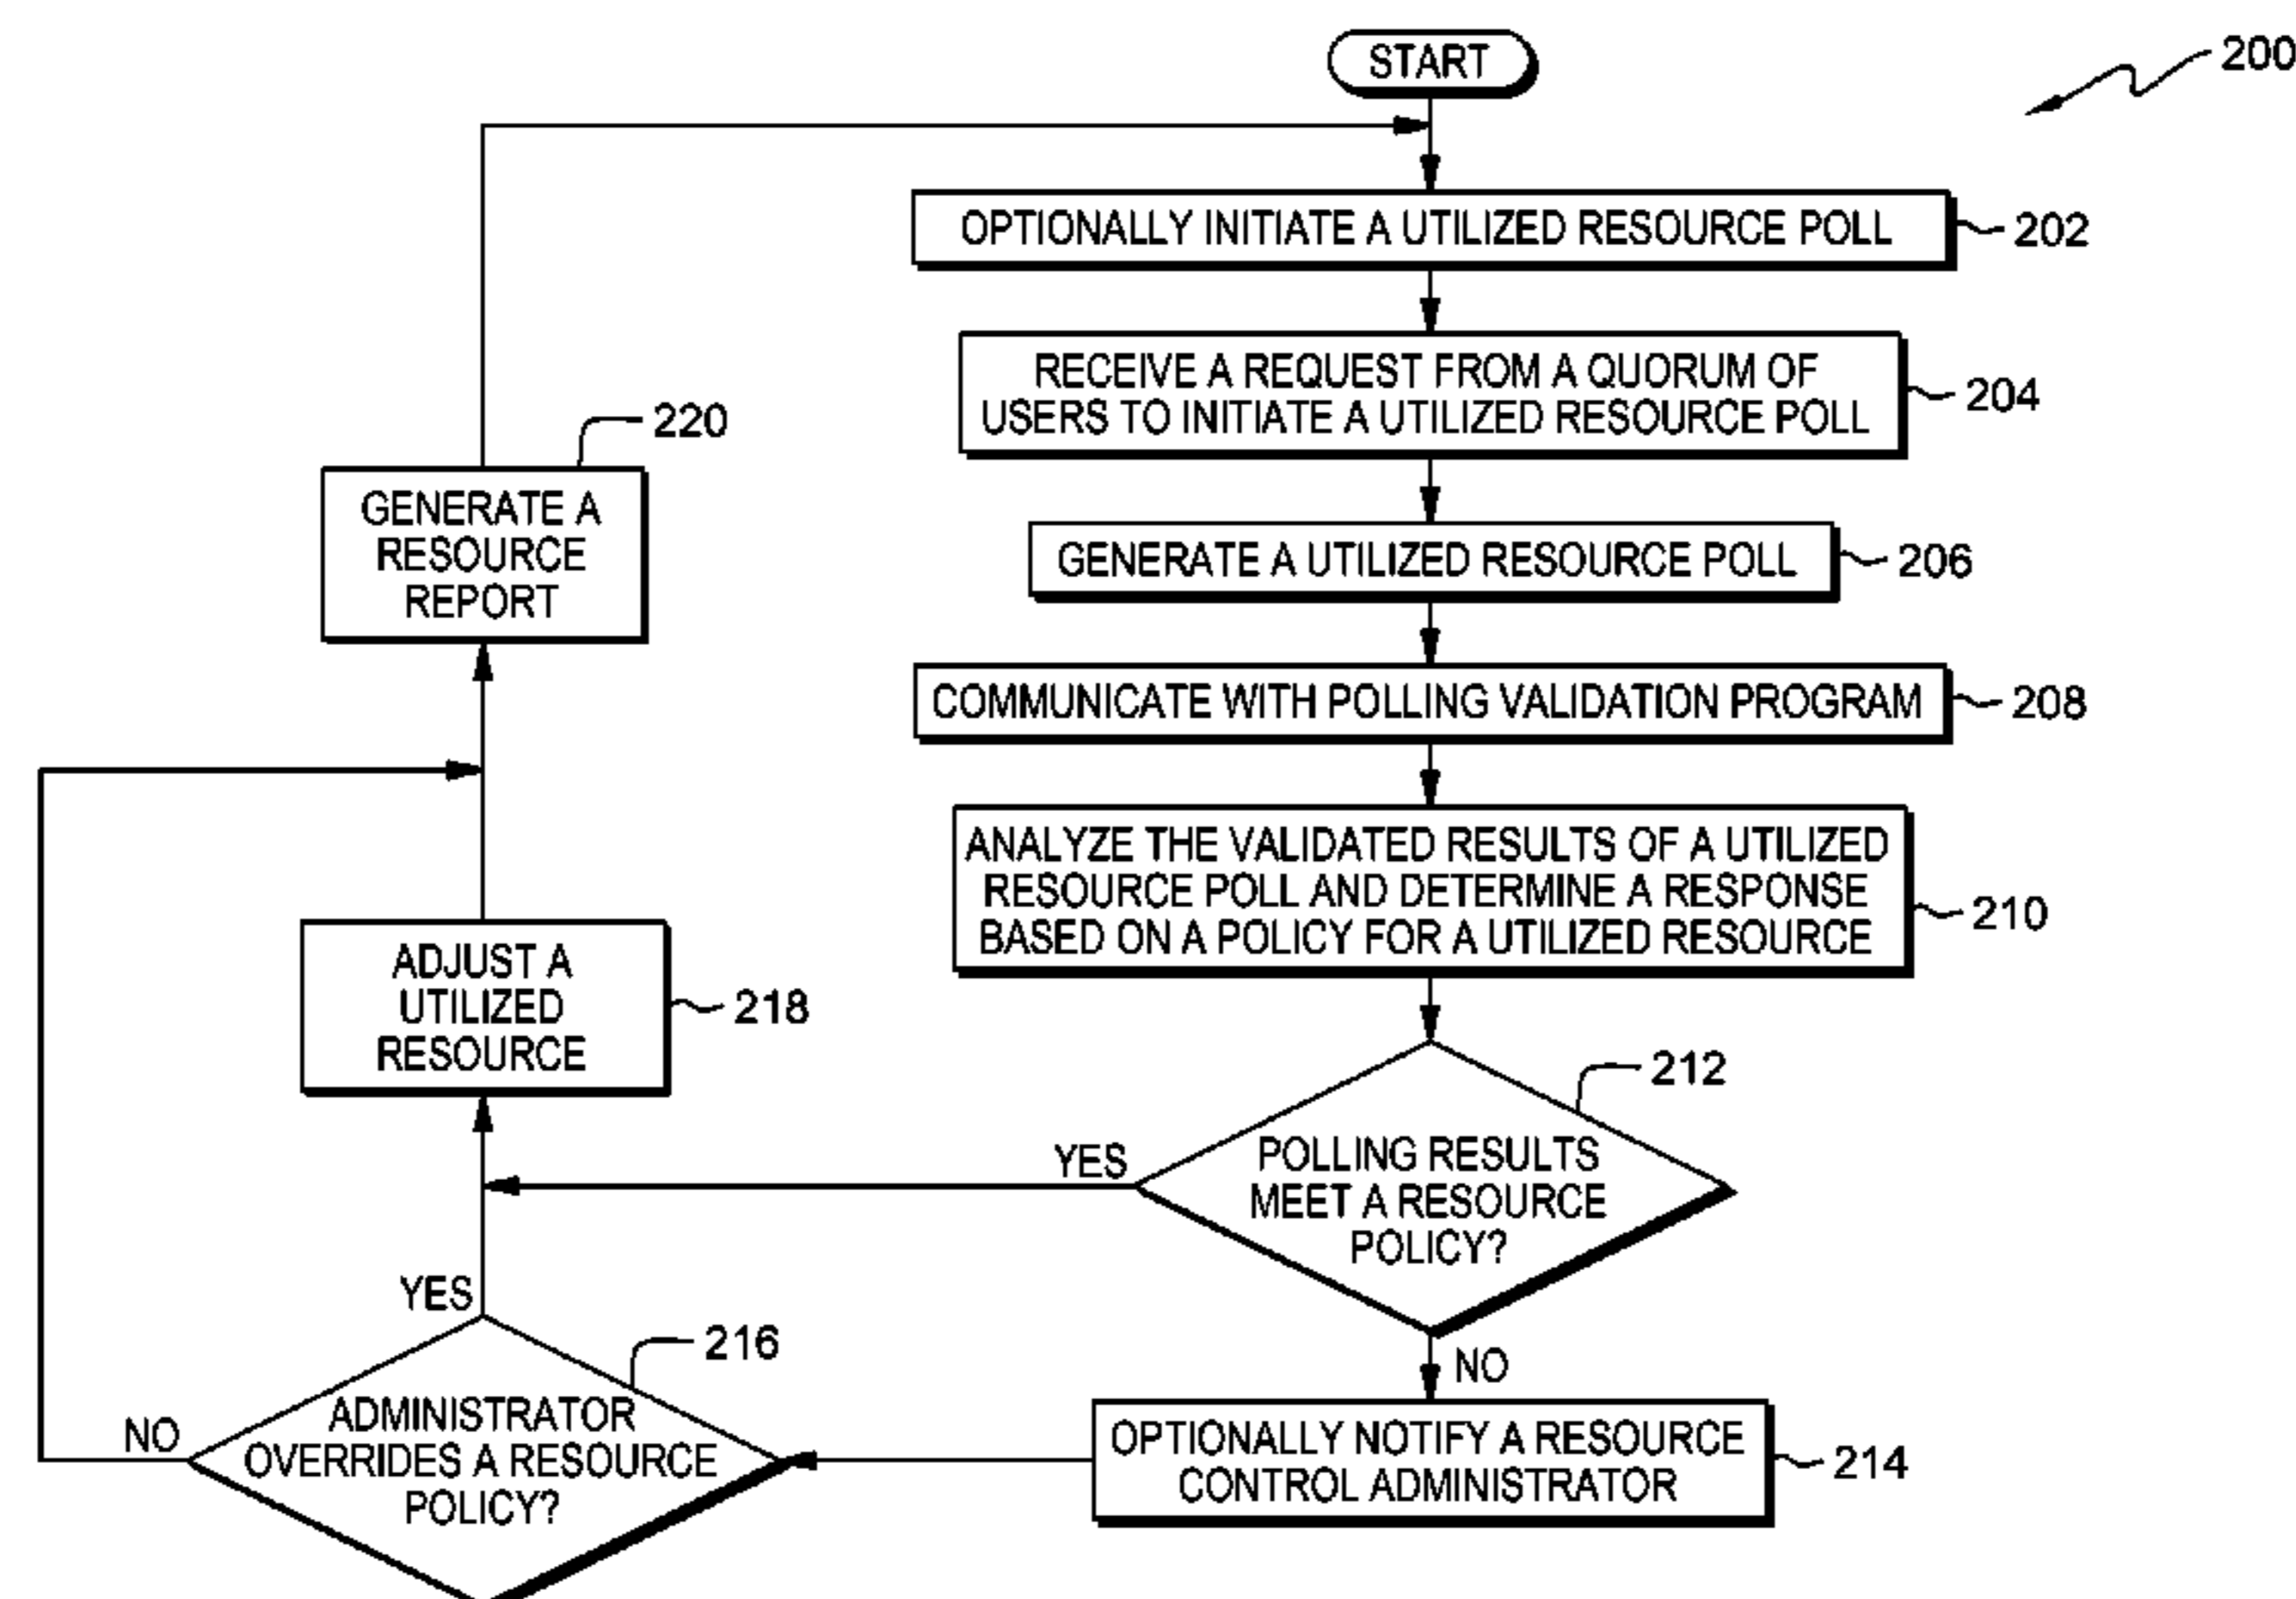 START
200
OPTIONALLY INITIATE A UTILIZED RESOURCE POLL
202
RECEIVE A REQUEST FROM A QUORUM OF
USERS TO INITIATE A UTILIZED RESOURCE POLL
204
GENERATE A UTILIZED RESOURCE POLL
206
COMMUNICATE WITH POLLING VALIDATION PROGRAM
208
ANALYZE THE VALIDATED RESULTS OF A UTILIZED
RESOURCE POLL AND DETERMINE A RESPONSE
BASED ON A POLICY FOR A UTILIZED RESOURCE
210
POLLING RESULTS
MEET A RESOURCE
POLICY?
212
YES
NO
OPTIONALLY NOTIFY A RESOURCE
CONTROL ADMINISTRATOR
214
ADMINISTRATOR
OVERRIDES A RESOURCE
POLICY?
216
YES
NO
ADJUST A
UTILIZED
RESOURCE
218
GENERATE A
RESOURCE
REPORT
220